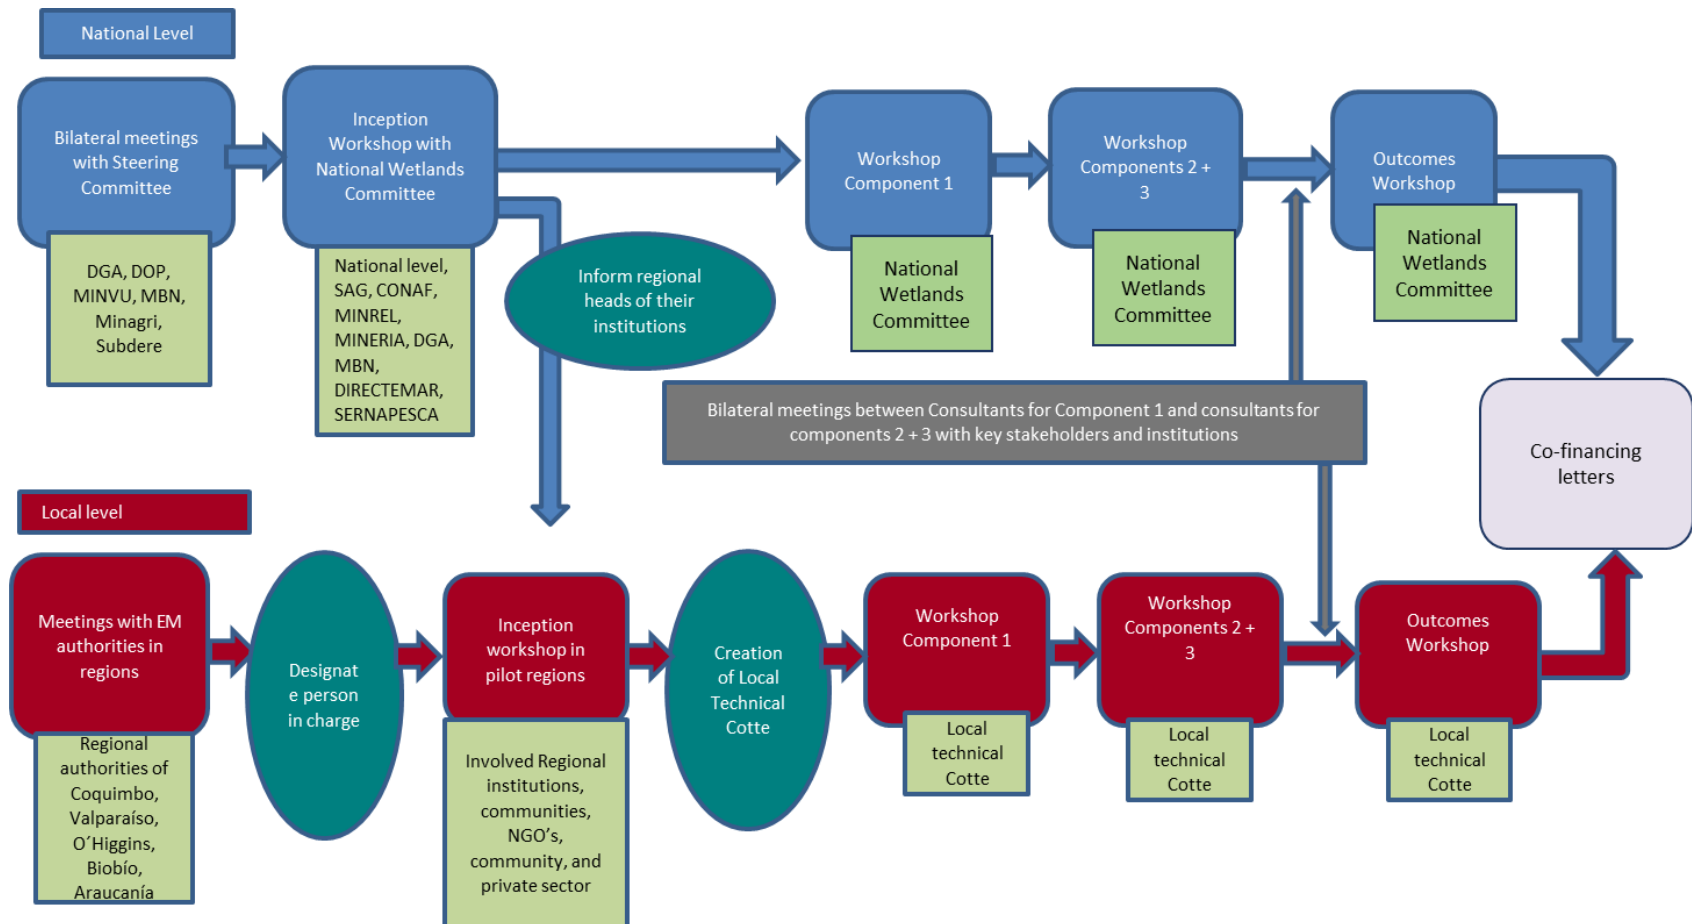 National Level
Bilateral meetings
with Steering
Committee
DGA, DOP,
MINVU, MBN,
Minagri,
Subdere
Inception
Workshop with
National Wetlands
Committee
National level,
SAG, CONAF,
MINREL,
MINERIA, DGA,
MBN,
DIRECTEMAR,
SERNAPESCA
Inform regional
heads of their
institutions
Workshop
Component 1
National
Wetlands
Committee
Workshop
Components 2 +
3
National
Wetlands
Committee
Outcomes
Workshop
National
Wetlands
Committee
Bilateral meetings between Consultants for Component 1 and consultants for
components 2 + 3 with key stakeholders and institutions
Co-financing
letters
Local level
Meetings with EM
authorities in
regions
Regional
authorities of
Coquimbo,
Valparaíso,
O´Higgins,
Biobío,
Araucanía
Designat
e person
in charge
Inception
workshop in
pilot regions
Involved Regional
institutions,
communities,
NGO’s,
community, and
private sector
Creation
of Local
Technical
Cotte
Workshop
Component 1
Local
technical
Cotte
Workshop
Components 2 +
3
Local
technical
Cotte
Outcomes
Workshop
Local
technical
Cotte